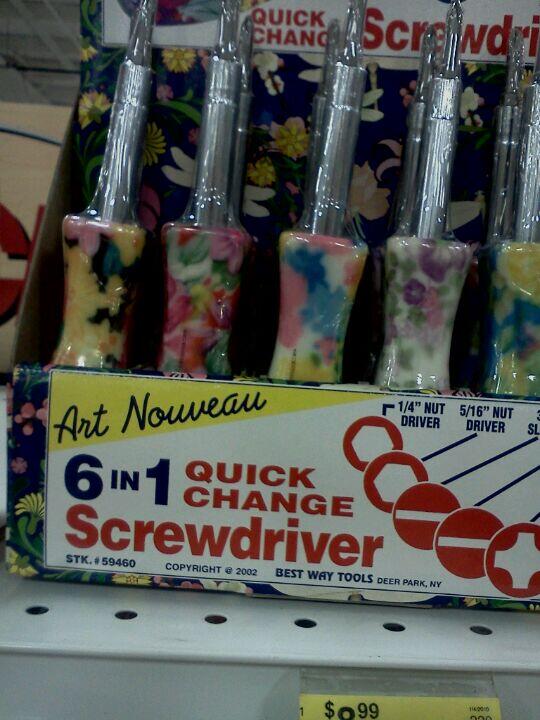 QUICK
CHANG
Screwdri
Art Nouveau
6 IN 1 QUICK
CHANGE
Screwdriver
STK. # 59460
COPYRIGHT @ 2002 BEST WAY TOOLS DEER PARK, NY
1/4" NUT
DRIVER
5/16" NUT
DRIVER
SL
99